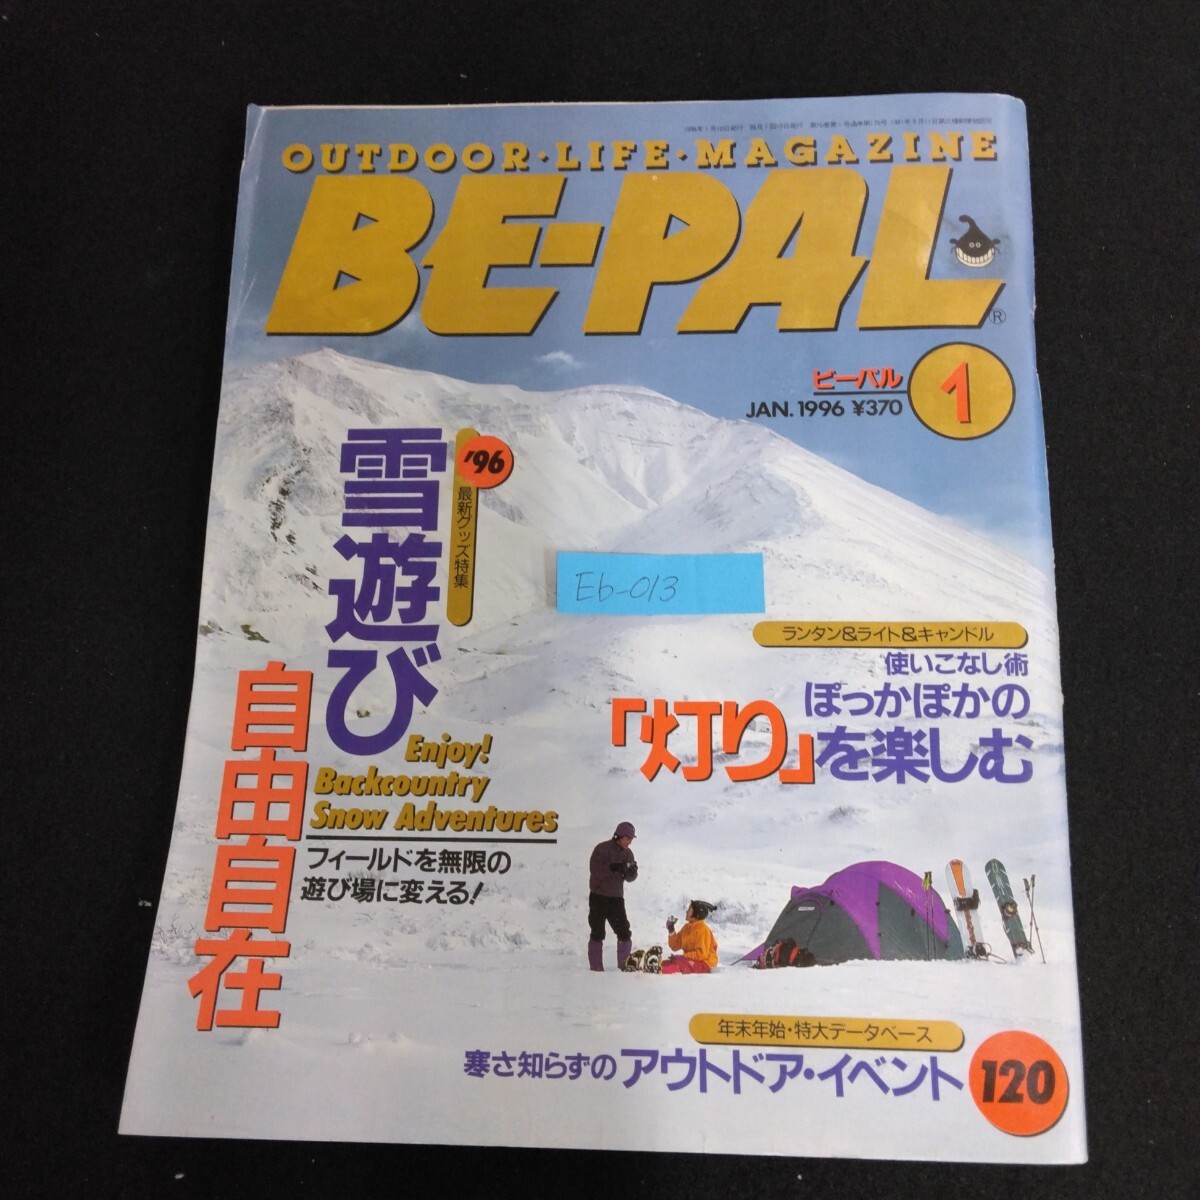 OUTDOOR・LIFE・MAGAZINE
BE-PAL
®
ビーパル
JAN. 1996 ¥370
1
'96
最新グッズ特集
雪遊び
自由自在
Enjoy!
Backcountry
Snow Adventures
フィールドを無限の
遊び場に変える!
Eb-013
ランタン&ライト&キャンドル
使いこなし術
ぽっかぽかの
「灯り」を楽しむ
年末年始・特大データベース
寒さ知らずのアウトドア・イベント
120